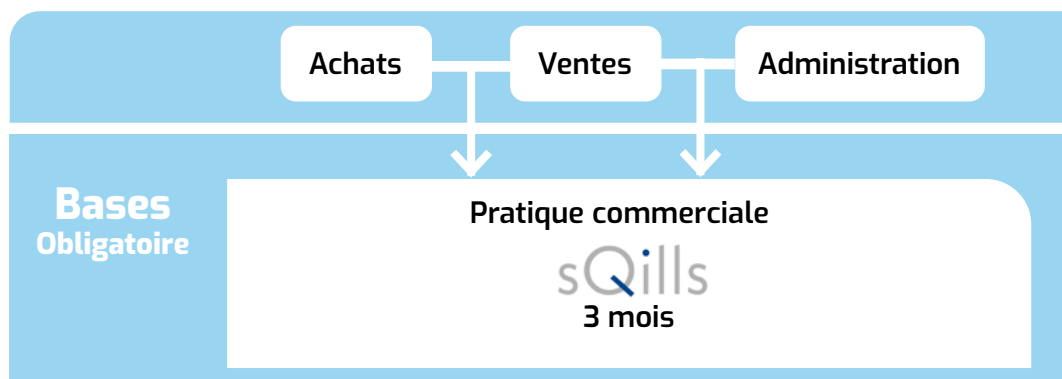 Achats Ventes Administration
Bases
Obligatoire
Pratique commerciale
sQills
3 mois